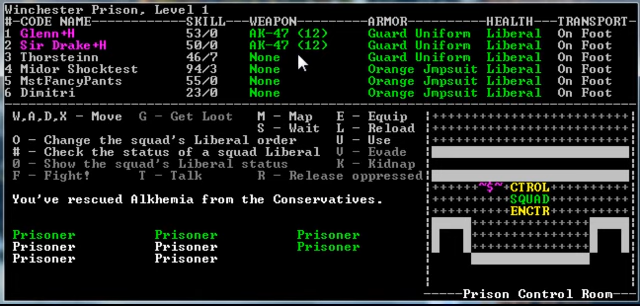 Winchester Prison, Level 1
#-CODE NAME------------SKILL---WEAPON---------ARMOR----------HEALTH---TRANSPORT-
1 Glenn+H 53/0 AK-47 (12) Guard Uniform Liberal On Foot
2 Sir Drake+H 50/0 AK-47 (12) Guard Uniform Liberal On Foot
3 Thorsteinn 46/7 None Guard Uniform Liberal On Foot
4 Midor Shocktest 94/3 None Orange Jmpsuit Liberal On Foot
5 MstFancyPants 55/0 None Orange Jmpsuit Liberal On Foot
6 Dimitri 23/0 None Orange Jmpsuit Liberal On Foot
W,A,D,X - Move G - Get Loot M - Map E - Equip
S - Wait L - Reload
O - Change the squad's Liberal order U - Use
# - Check the status of a squad Liberal V - Evade
0 - Show the squad's Liberal status K - Kidnap
F - Fight! T - Talk R - Release oppressed
~$~ CTROL
SQUAD
ENCTR
You've rescued Alkhemia from the Conservatives.
Prisoner Prisoner Prisoner
Prisoner Prisoner Prisoner
Prisoner Prisoner
Prison Control Room